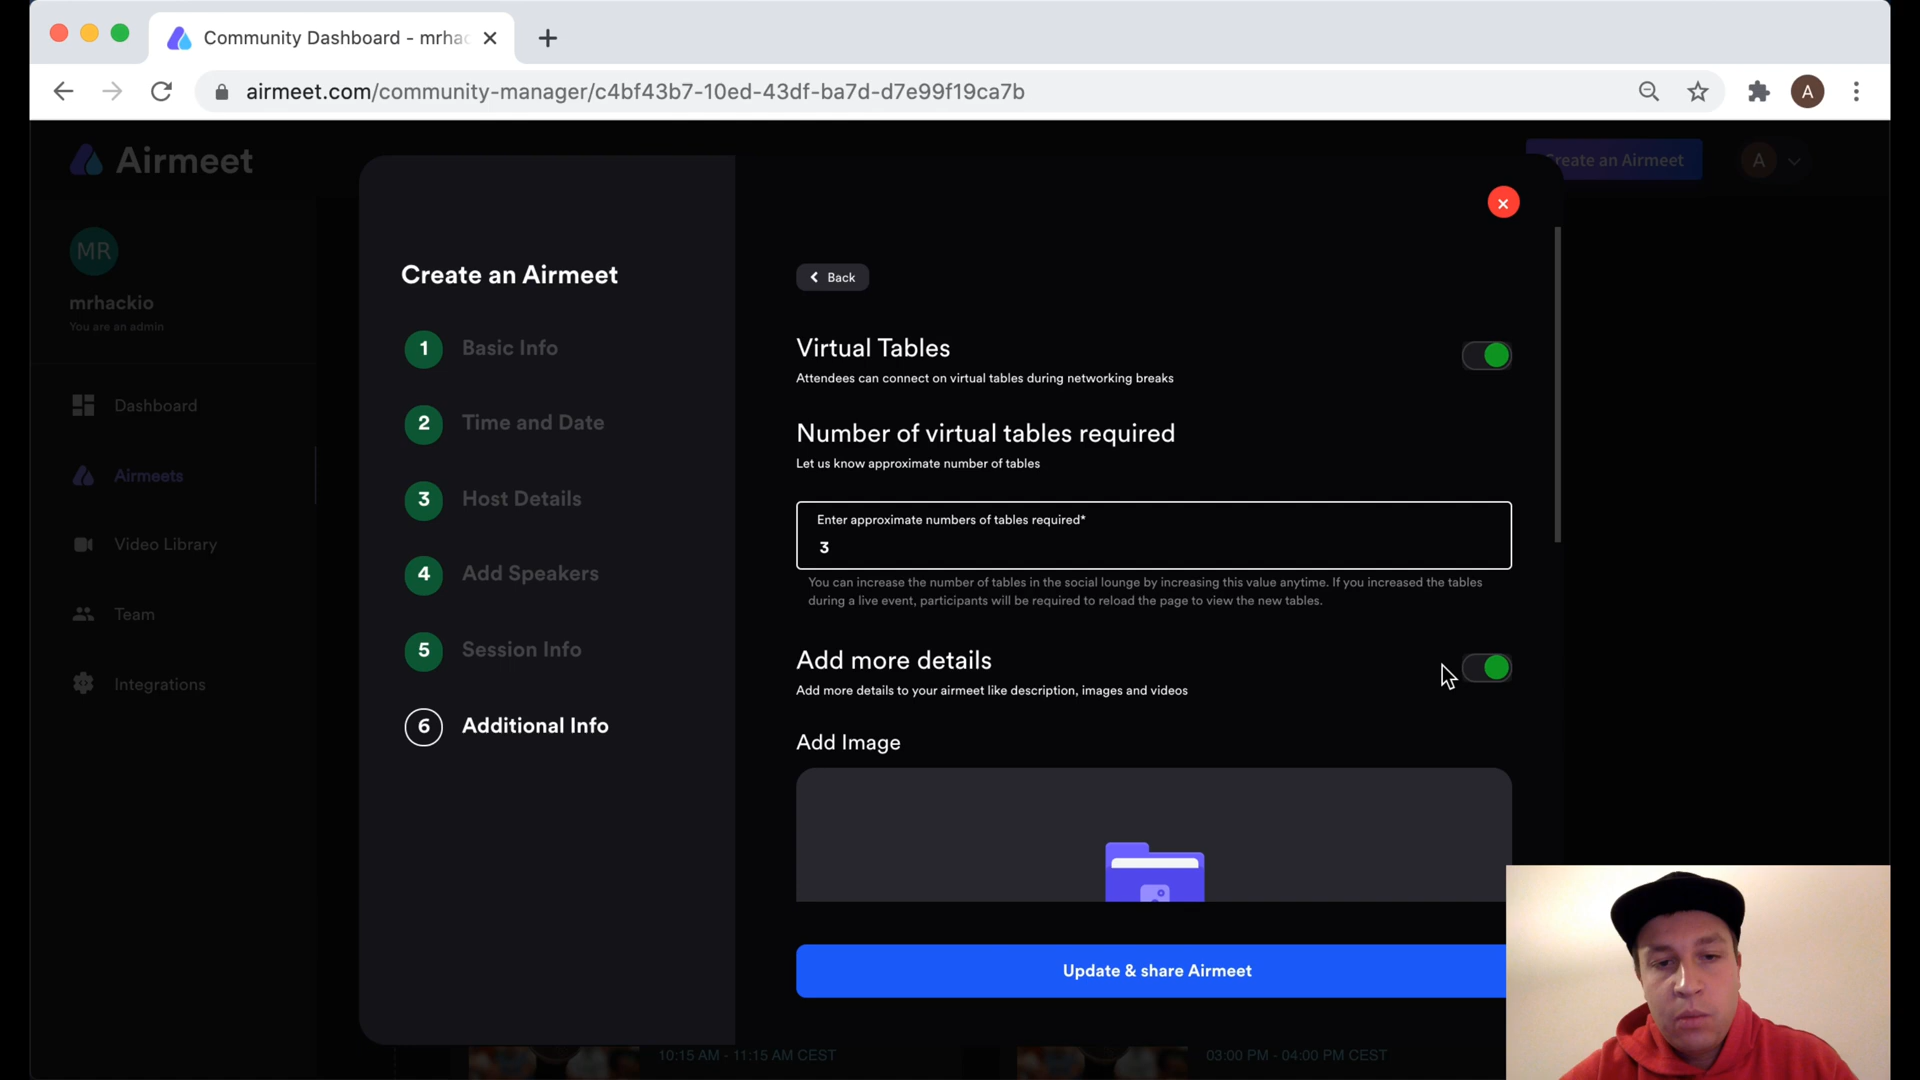 Community Dashboard - mrhac
airmeet.com/community-manager/c4bf43b7-10ed-43df-ba7d-d7e99f19ca7b
A
Airmeet
Create an Airmeet
A
MR
mrhackio
You are an admin
Dashboard
Airmeets
Video Library
Team
Integrations
Create an Airmeet
1 Basic Info
2 Time and Date
3 Host Details
4 Add Speakers
5 Session Info
6 Additional Info
Back
Virtual Tables
Attendees can connect on virtual tables during networking breaks
Number of virtual tables required
Let us know approximate number of tables
Enter approximate numbers of tables required*
3
You can increase the number of tables in the social lounge by increasing this value anytime. If you increased the tables
during a live event, participants will be required to reload the page to view the new tables.
Add more details
Add more details to your airmeet like description, images and videos
Add Image
Update & share Airmeet
10:15 AM - 11:15 AM CEST
03:00 PM - 04:00 PM CEST